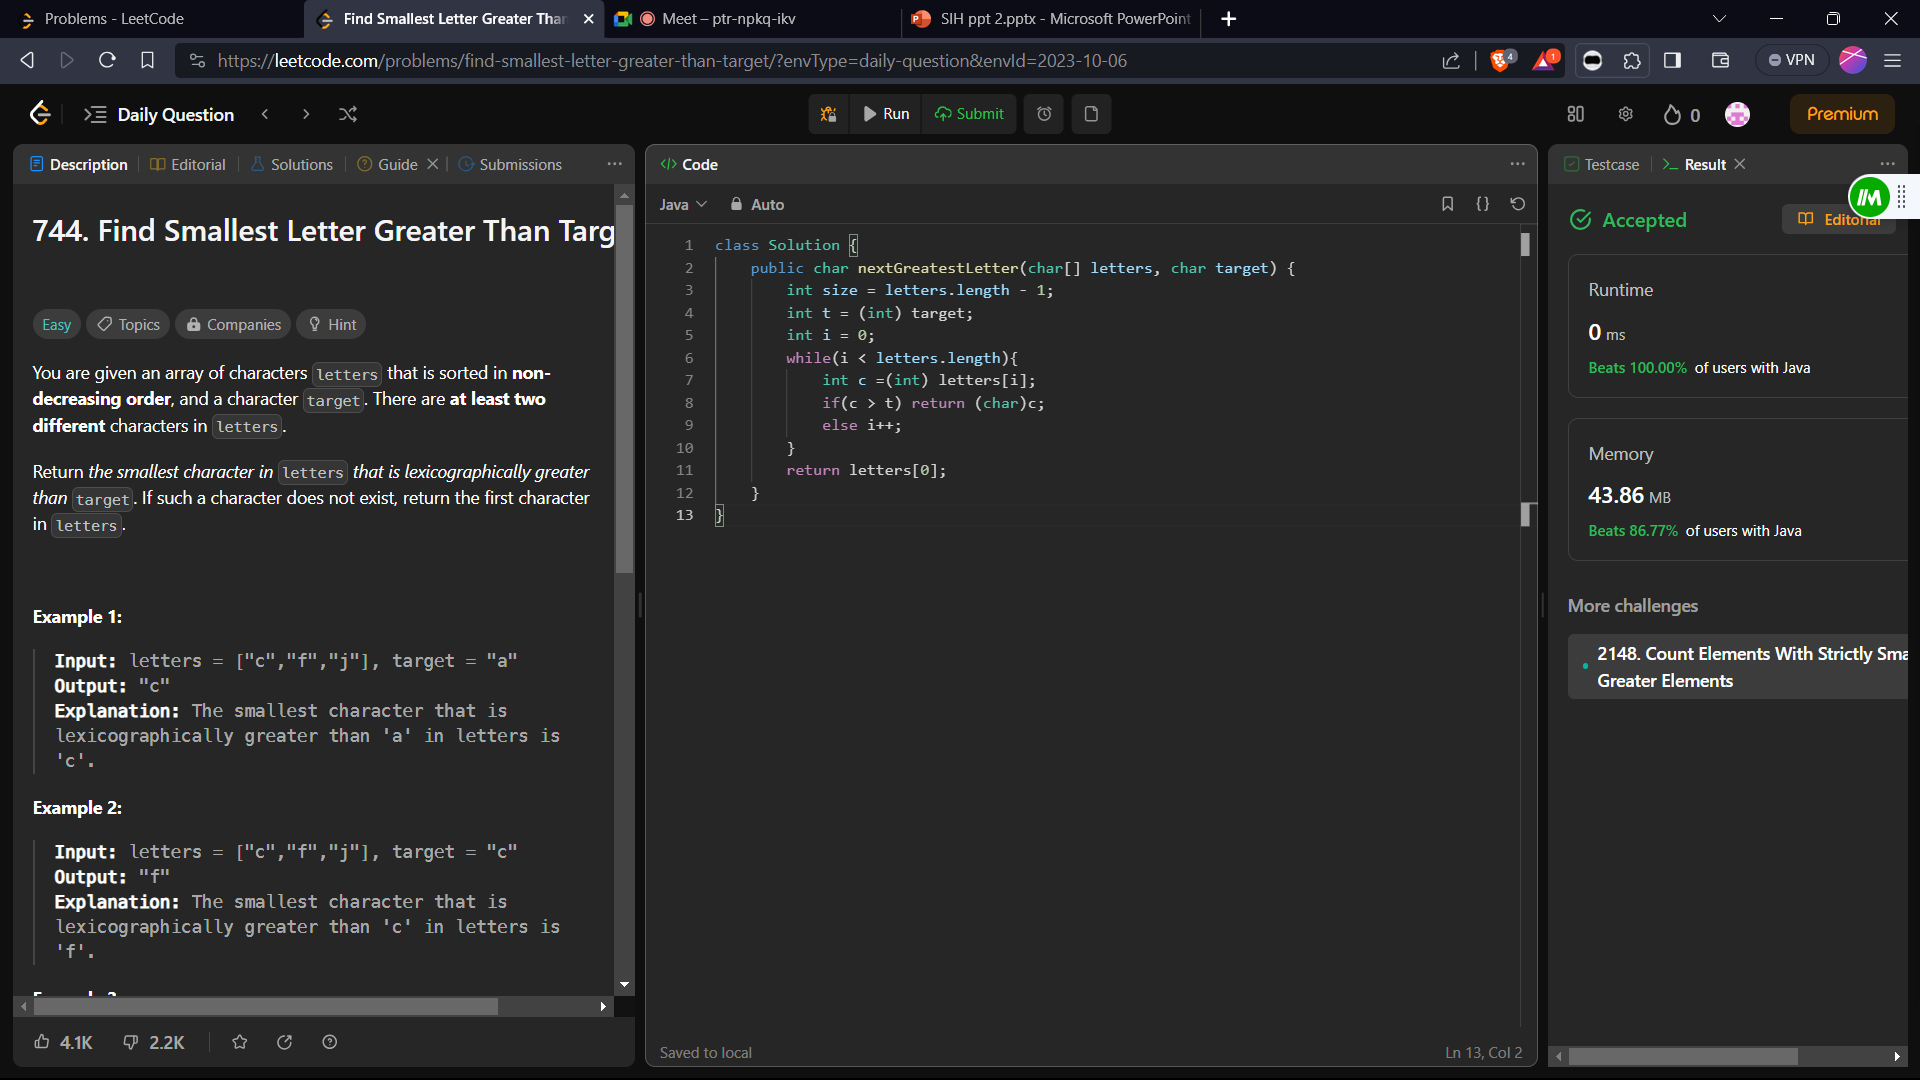 Problems - LeetCode
Find Smallest Letter Greater Than
Meet – ptr-npkq-ikv
SIH ppt 2.pptx - Microsoft PowerPoint
https://leetcode.com/problems/find-smallest-letter-greater-than-target/?envType=daily-question&envId=2023-10-06
4
1
VPN
Daily Question
Run
Submit
0
Premium
Description
Editorial
Solutions
Guide
Submissions
744. Find Smallest Letter Greater Than Targ
Easy
Topics
Companies
Hint
You are given an array of characters letters that is sorted in non-
decreasing order, and a character target. There are at least two
different characters in letters.
Return the smallest character in letters that is lexicographically greater
than target. If such a character does not exist, return the first character
in letters.
Example 1:
Input: letters = ["c","f","j"], target = "a"
Output: "c"
Explanation: The smallest character that is
lexicographically greater than 'a' in letters is
'c'.
Example 2:
Input: letters = ["c","f","j"], target = "c"
Output: "f"
Explanation: The smallest character that is
lexicographically greater than 'c' in letters is
'f'.
4.1K
2.2K
</> Code
Java
Auto
{}
1 class Solution {
2 public char nextGreatestLetter(char[] letters, char target) {
3 int size = letters.length - 1;
4 int t = (int) target;
5 int i = 0;
6 while(i < letters.length){
7 int c =(int) letters[i];
8 if(c > t) return (char)c;
9 else i++;
10 }
11 return letters[0];
12 }
13 }
Saved to local
Ln 13, Col 2
Testcase
Result
Accepted
Editorial
Runtime
0 ms
Beats 100.00% of users with Java
Memory
43.86 MB
Beats 86.77% of users with Java
More challenges
2148. Count Elements With Strictly Sma
Greater Elements